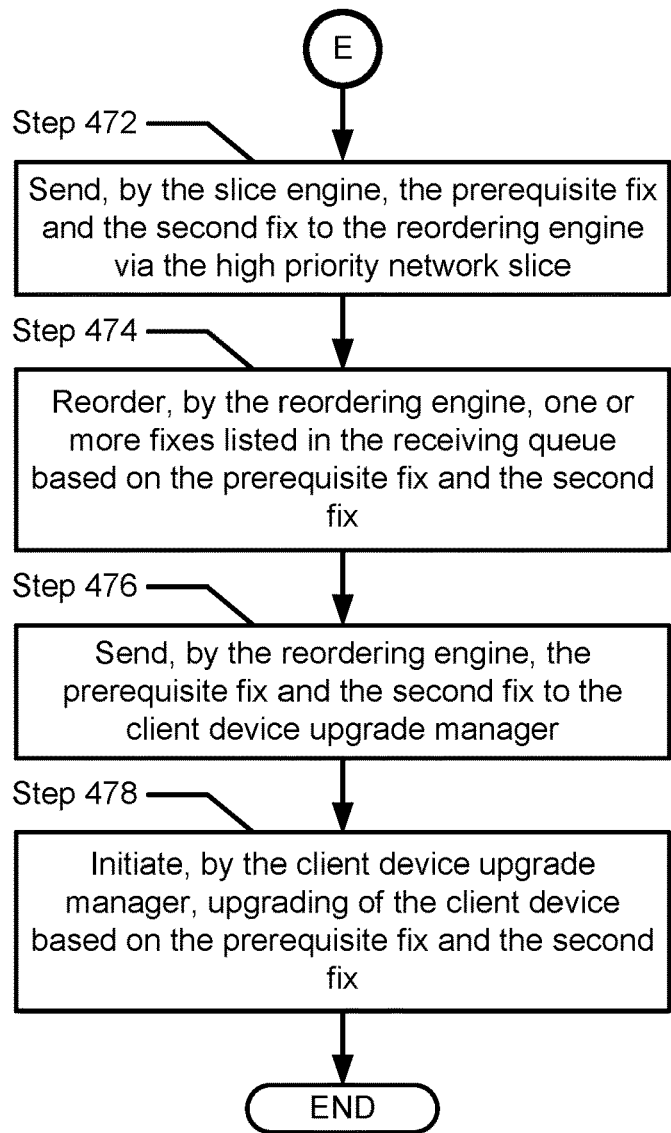 E
Step 472
Send, by the slice engine, the prerequisite fix
and the second fix to the reordering engine
via the high priority network slice
Step 474
Reorder, by the reordering engine, one or
more fixes listed in the receiving queue
based on the prerequisite fix and the second
fix
Step 476
Send, by the reordering engine, the
prerequisite fix and the second fix to the
client device upgrade manager
Step 478
Initiate, by the client device upgrade
manager, upgrading of the client device
based on the prerequisite fix and the second
fix
END